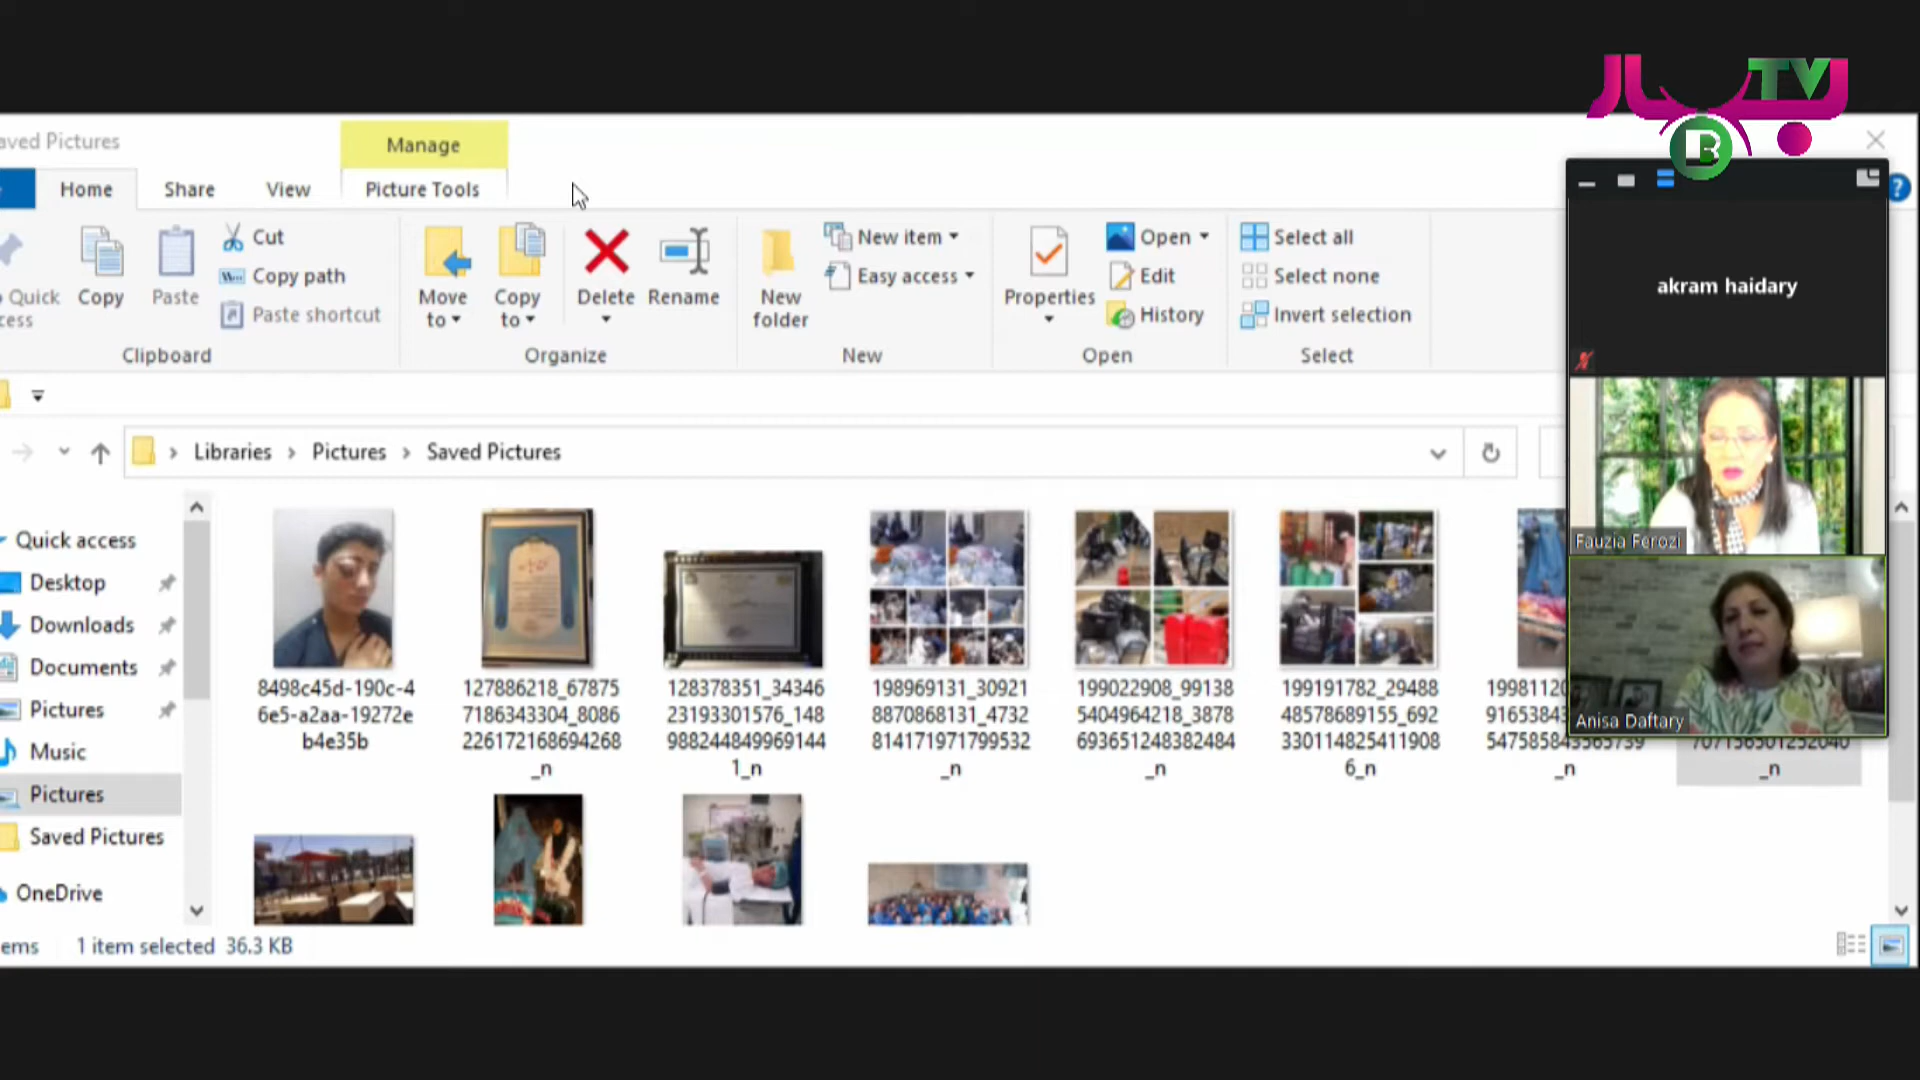 بهار TV
B
aved Pictures
Manage
Home
Share
View
Picture Tools
Quick
cess
Copy
Paste
Cut
Copy path
Paste shortcut
Clipboard
Move to
Copy to
Delete
Rename
Organize
New folder
New item
Easy access
New
Properties
Open
Edit
History
Open
Select all
Select none
Invert selection
Select
Libraries
Pictures
Saved Pictures
Quick access
Desktop
Downloads
Documents
Pictures
Music
Pictures
Saved Pictures
OneDrive
8498c45d-190c-4
6e5-a2aa-19272e
b4e35b
127886218_67875
7186343304_8086
226172168694268
_n
128378351_34346
23193301576_148
988244849969144
1_n
198969131_30921
8870868131_4732
814171971799532
_n
199022908_99138
5404964218_3878
693651248382484
_n
199191782_29488
48578689155_692
330114825411908
6_n
_n
_n
akram haidary
Fauzia Ferozi
Anisa Daftary
ems
1 item selected
36.3 KB